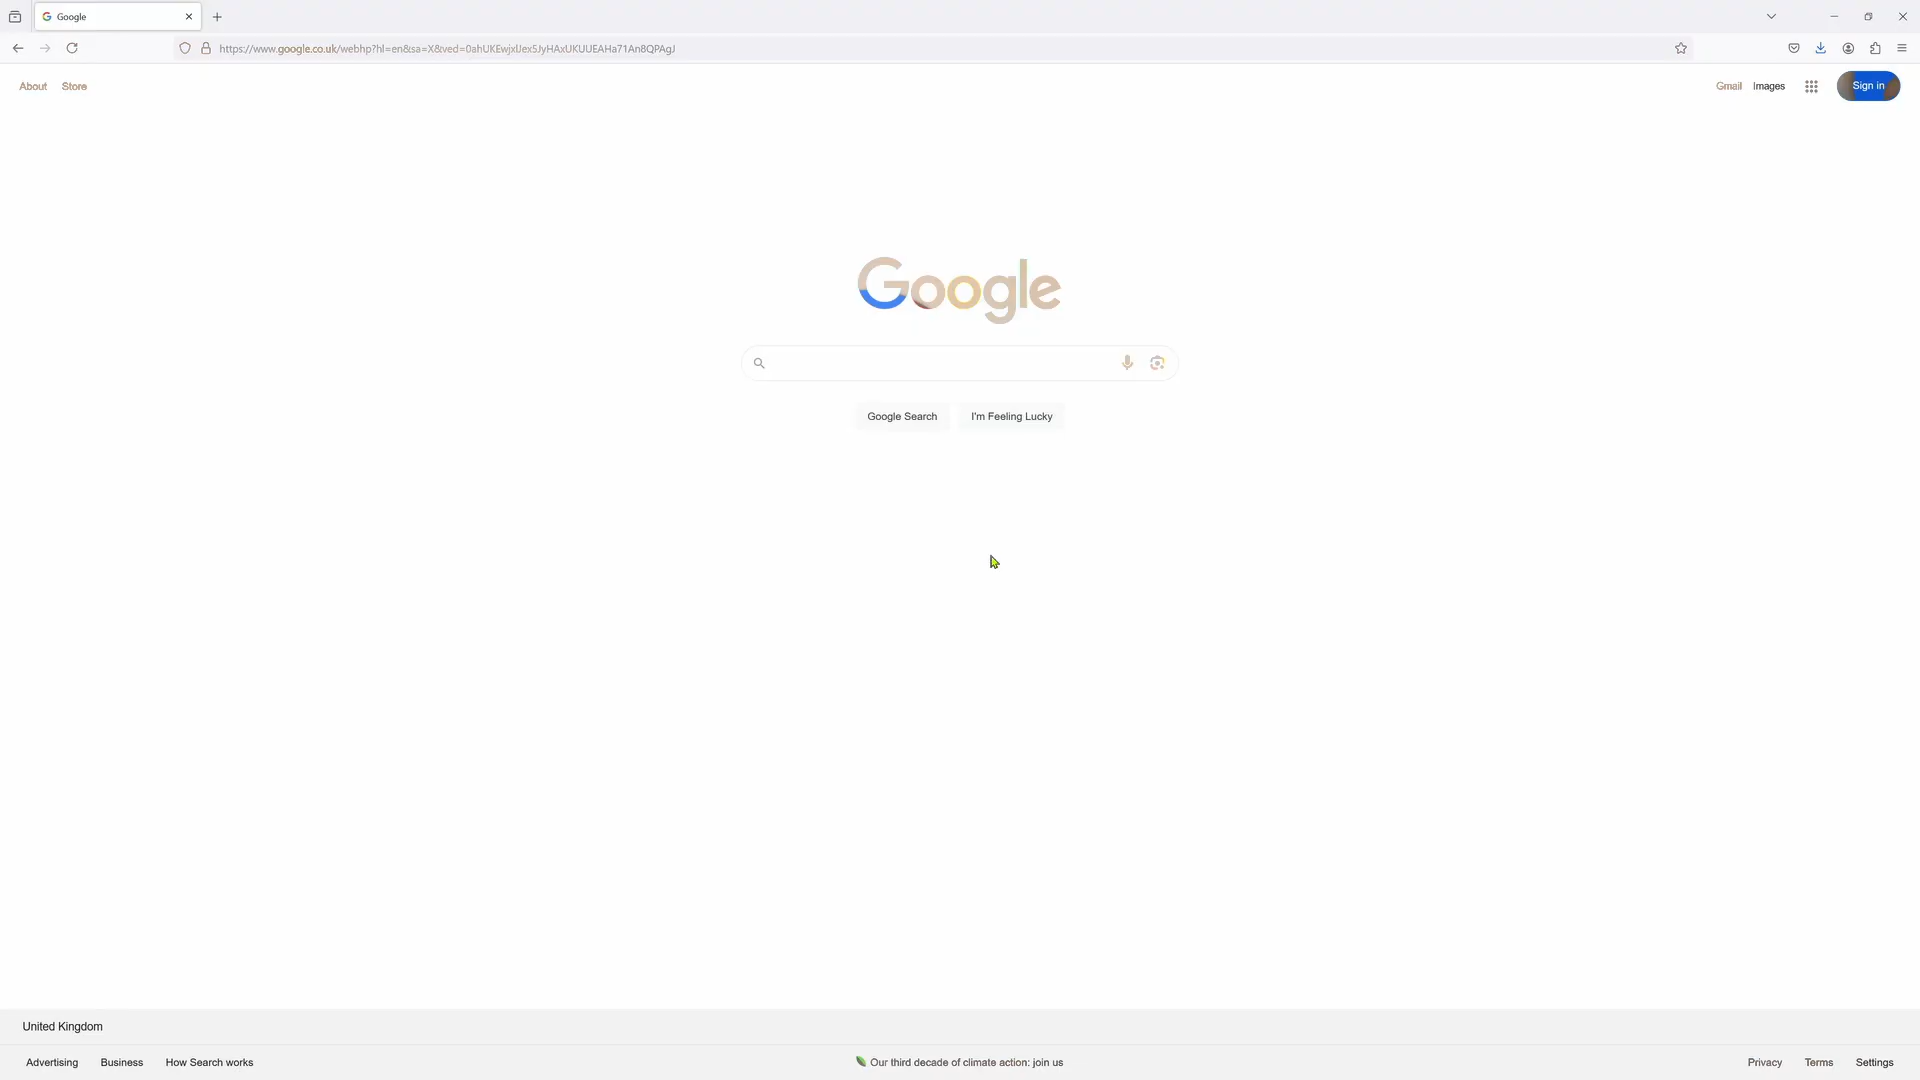 Google
https://www.google.co.uk/webhp?hl=en&sa=X&ved=0ahUKEwjxlJex5JyHAxUKUUEAHa71An8QPAgJ
About Store
Gmail Images Sign in
Google
Google Search I'm Feeling Lucky
United Kingdom
Advertising Business How Search works
Our third decade of climate action: join us
Privacy Terms Settings